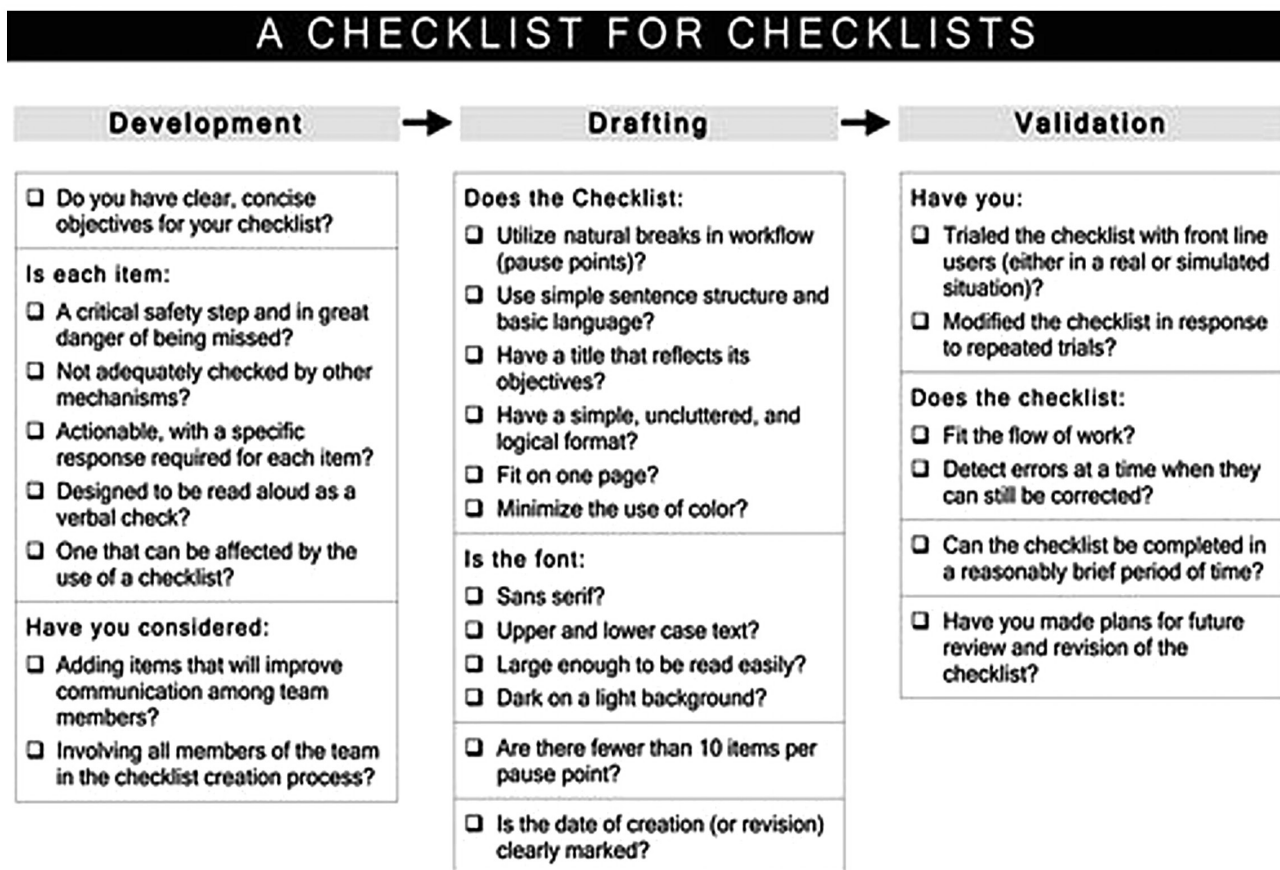 A CHECKLIST FOR CHECKLISTS
Development
Do you have clear, concise
objectives for your checklist?
Is each item:
A critical safety step and in great
danger of being missed?
Not adequately checked by other
mechanisms?
Actionable, with a specific
response required for each item?
Designed to be read aloud as a
verbal check?
One that can be affected by the
use of a checklist?
Have you considered:
Adding items that will improve
communication among team
members?
Involving all members of the team
in the checklist creation process?
Drafting
Does the Checklist:
Utilize natural breaks in workflow
(pause points)?
Use simple sentence structure and
basic language?
Have a title that reflects its
objectives?
Have a simple, uncluttered, and
logical format?
Fit on one page?
Minimize the use of color?
Is the font:
Sans serif?
Upper and lower case text?
Large enough to be read easily?
Dark on a light background?
Are there fewer than 10 items per
pause point?
Is the date of creation (or revision)
clearly marked?
Validation
Have you:
Trialed the checklist with front line
users (either in a real or simulated
situation)?
Modified the checklist in response
to repeated trials?
Does the checklist:
Fit the flow of work?
Detect errors at a time when they
can still be corrected?
Can the checklist be completed in
a reasonably brief period of time?
Have you made plans for future
review and revision of the
checklist?